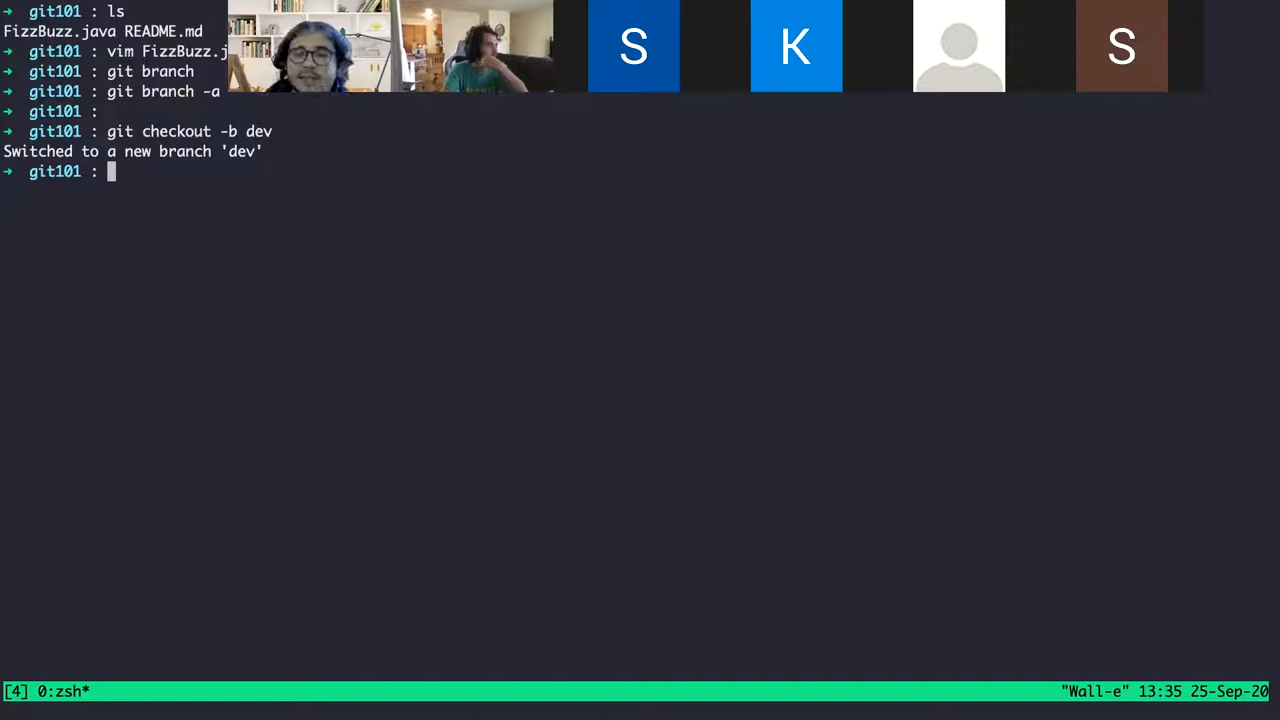 ➜ git101 : ls
FizzBuzz.java README.md
➜ git101 : vim FizzBuzz.j
➜ git101 : git branch
➜ git101 : git branch -a
➜ git101 :
➜ git101 : git checkout -b dev
Switched to a new branch 'dev'
➜ git101 :
S
K
S
[4] 0:zsh*
"Wall-e" 13:35 25-Sep-20